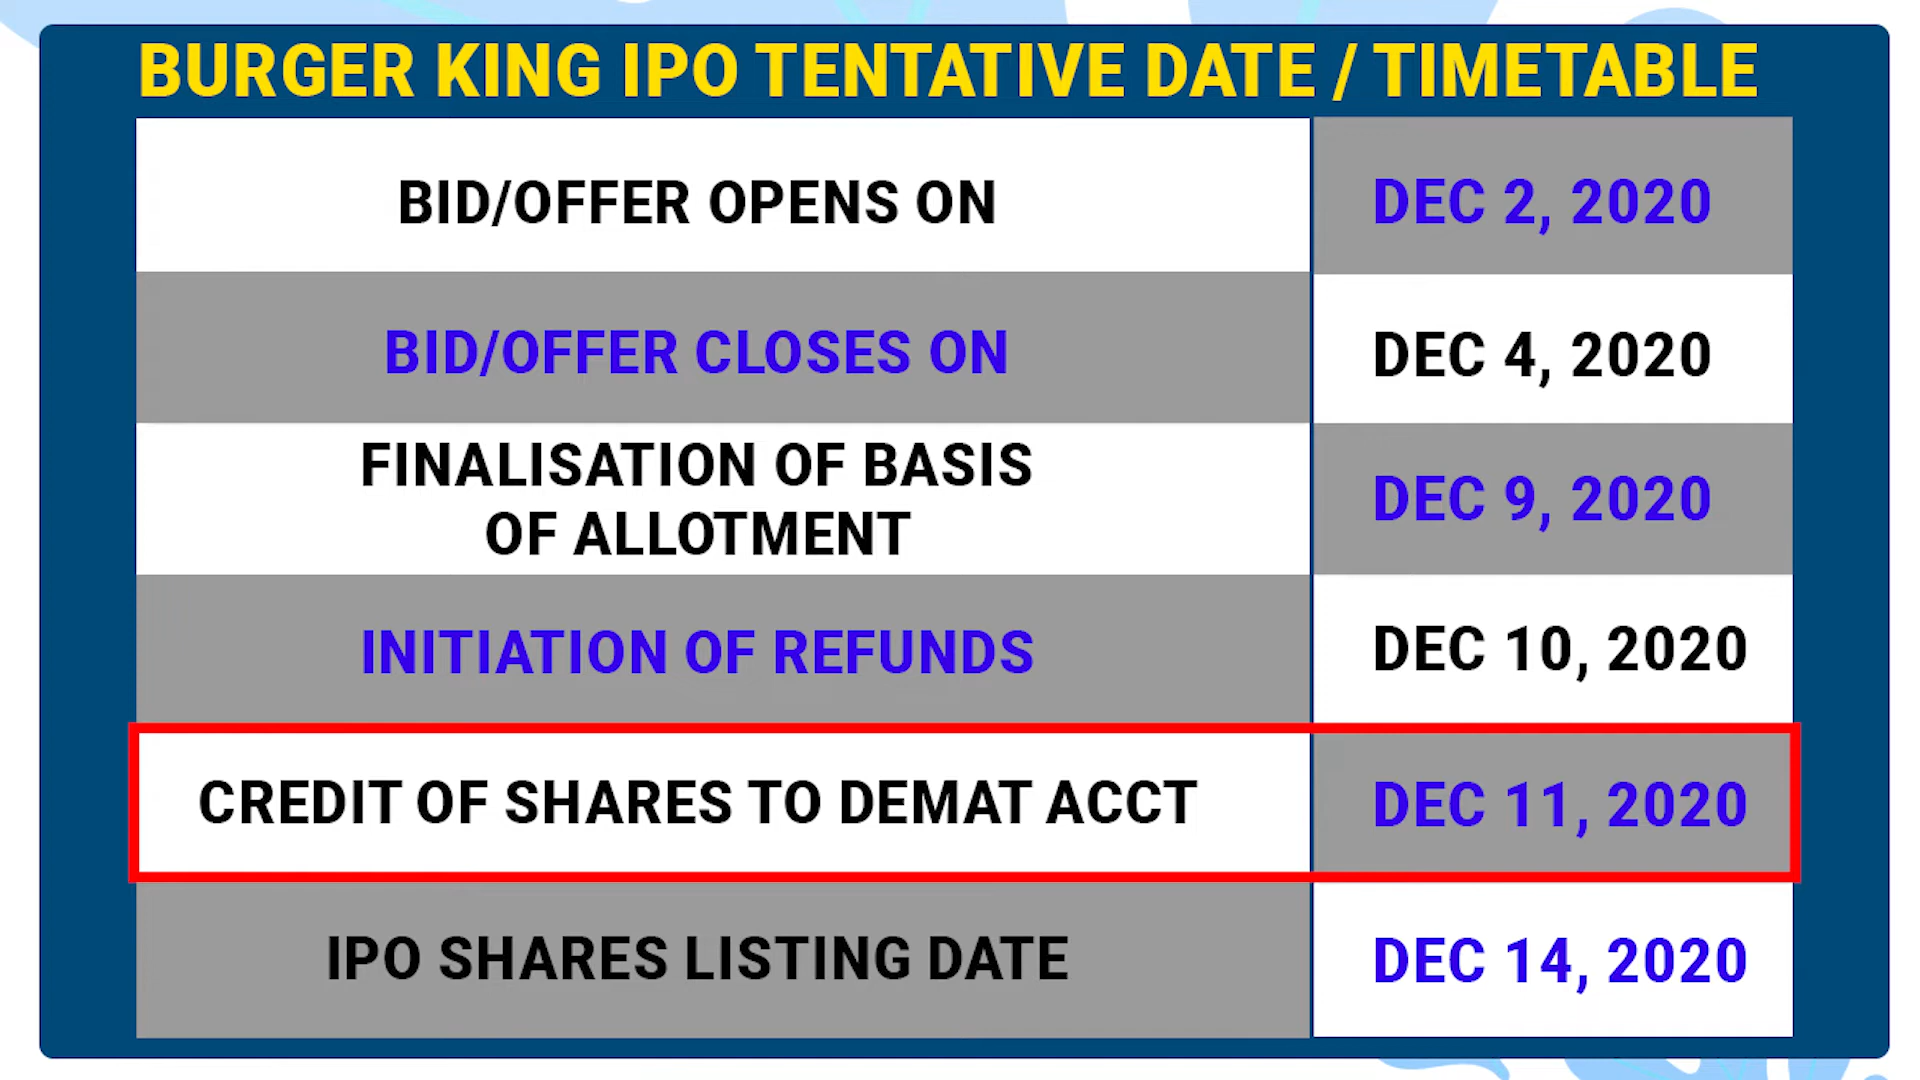 BURGER KING IPO TENTATIVE DATE / TIMETABLE
BID/OFFER OPENS ON DEC 2, 2020
BID/OFFER CLOSES ON DEC 4, 2020
FINALISATION OF BASIS
OF ALLOTMENT
DEC 9, 2020
INITIATION OF REFUNDS DEC 10, 2020
CREDIT OF SHARES TO DEMAT ACCT DEC 11, 2020
IPO SHARES LISTING DATE DEC 14, 2020